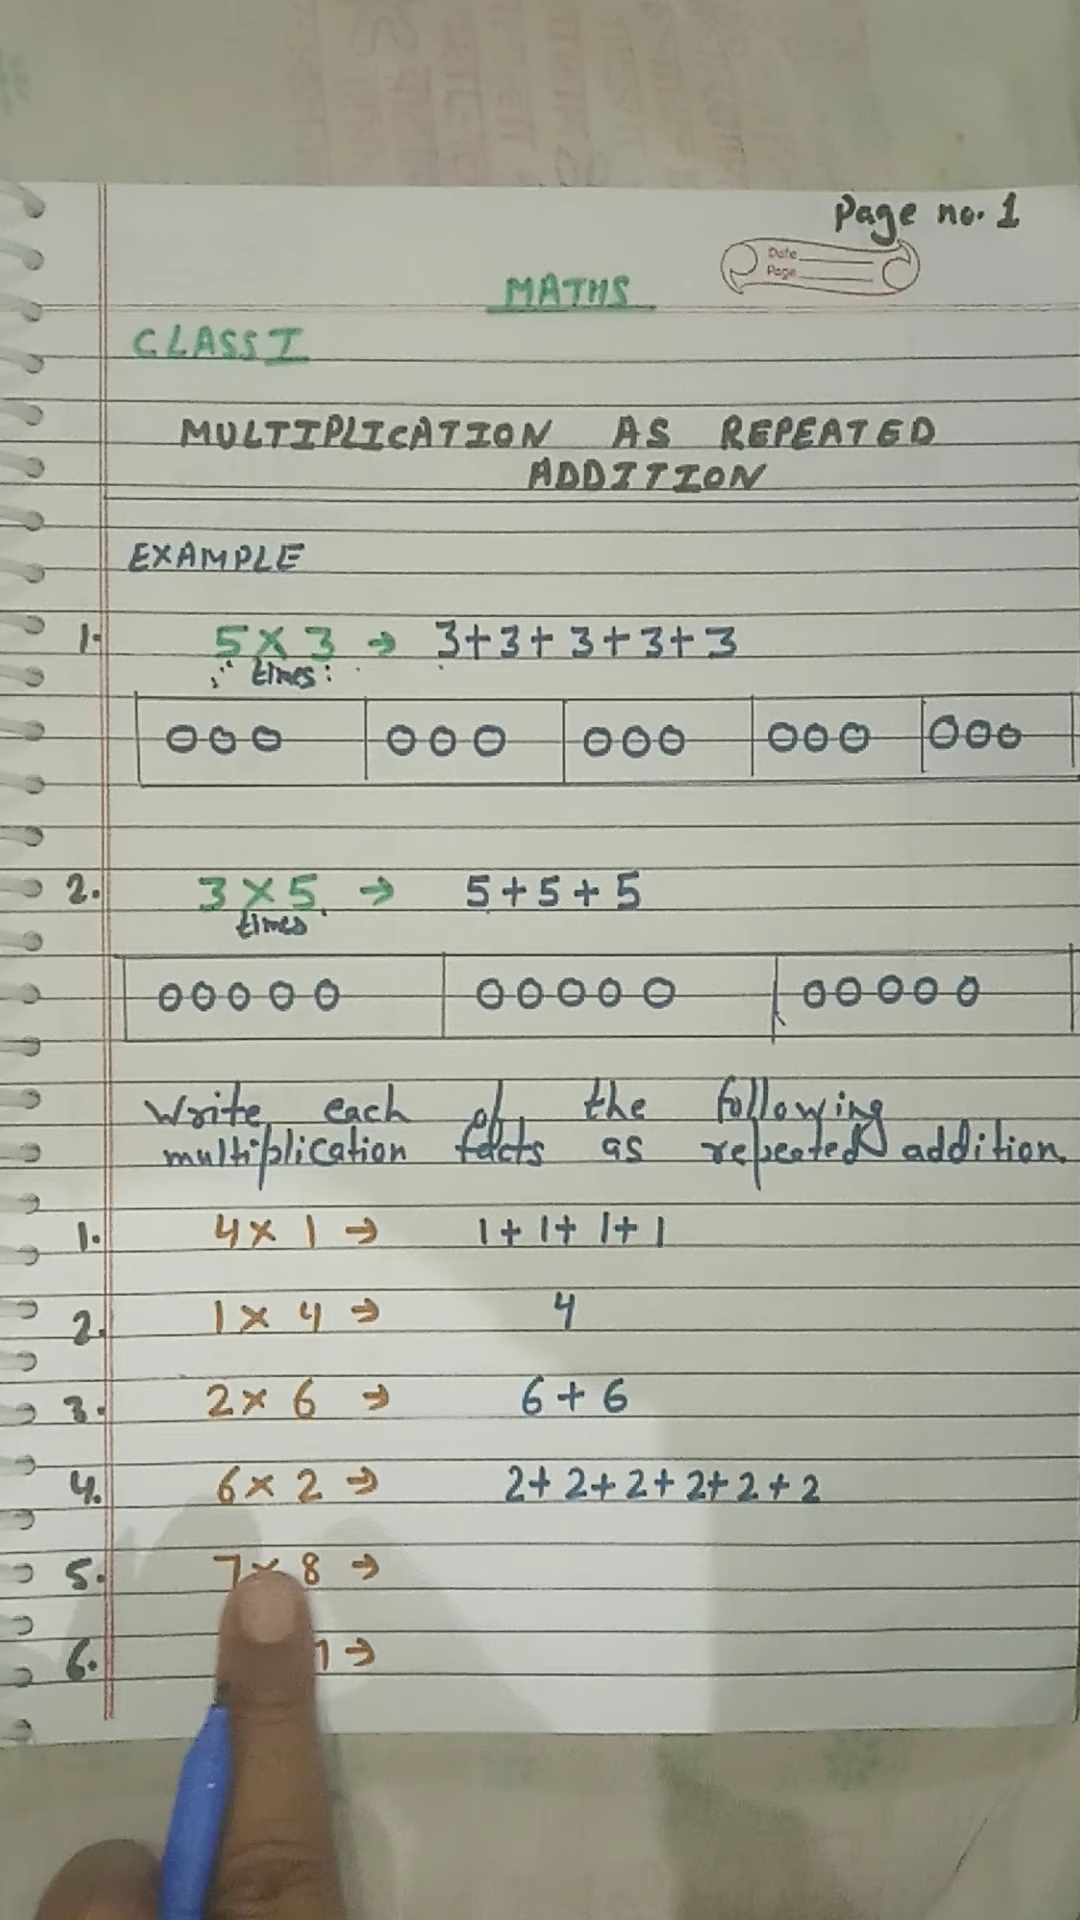 Page no. 1
Date
Page
MATHS
CLASS I
MULTIPLICATION AS REPEATED
ADDITION
EXAMPLE
1. 5 × 3 → 3+3+3+3+3
times
2. 3 × 5 → 5+5+5
times
Write each of the following
multiplication facts as repeated addition.
1. 4 × 1 → 1+1+1+1
2. 1 × 4 → 4
3. 2 × 6 → 6+6
4. 6 × 2 → 2+2+2+2+2+2
5. 7 × 8 →
6. →